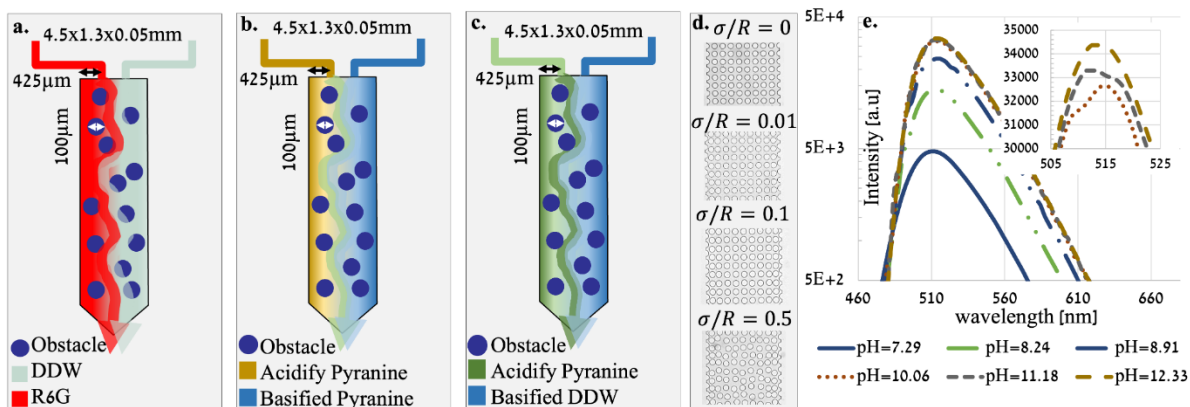 a.
4.5x1.3x0.05mm
425μm
100μm
Obstacle
DDW
R6G
b.
4.5x1.3x0.05mm
425μm
100μm
Obstacle
Acidify Pyranine
Basified Pyranine
c.
4.5x1.3x0.05mm
425μm
100μm
Obstacle
Acidify Pyranine
Basified DDW
d.
σ/R = 0
σ/R = 0.01
σ/R = 0.1
σ/R = 0.5
e.
5E+4
5E+3
5E+2
Intensity [a.u]
460 510 560 610 660
wavelength [nm]
35000
34000
33000
32000
31000
30000
505 515 525
pH=7.29 pH=8.24 pH=8.91
pH=10.06 pH=11.18 pH=12.33